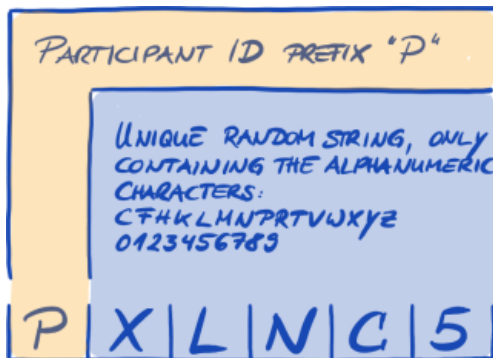 PARTICIPANT ID PREFIX "P"
UNIQUE RANDOM STRING, ONLY
CONTAINING THE ALPHANUMERIC
CHARACTERS:
CFHKLMNPRTVWXYZ
0123456789
P X L N C 5